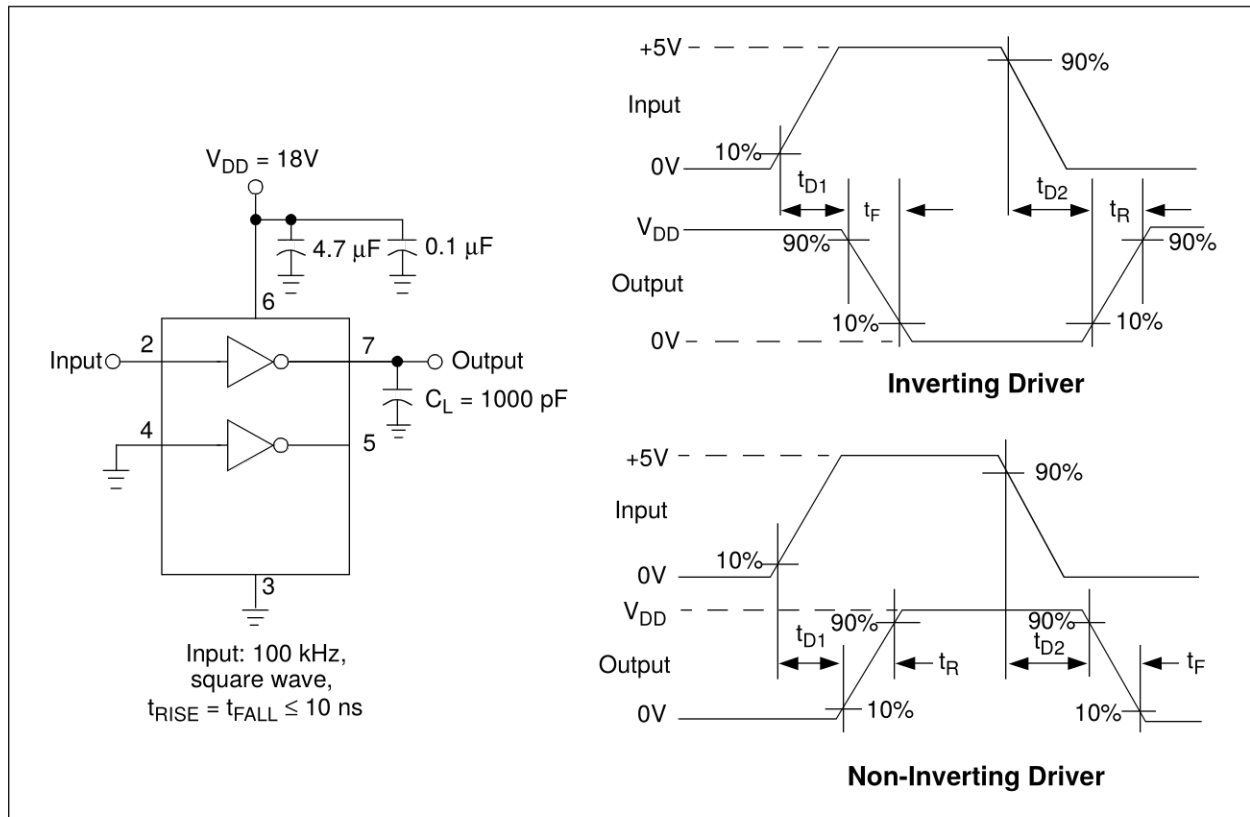 V_DD = 18V
4.7 µF
0.1 µF
6
Input
2
7
Output
C_L = 1000 pF
4
5
3
Input: 100 kHz,
square wave,
t_RISE = t_FALL ≤ 10 ns
+5V
90%
Input
10%
0V
t_D1
t_F
t_D2
t_R
V_DD
90%
90%
Output
10%
10%
0V
Inverting Driver
+5V
90%
Input
10%
0V
V_DD
90%
90%
t_D1
t_D2
Output
t_R
t_F
0V
10%
10%
Non-Inverting Driver